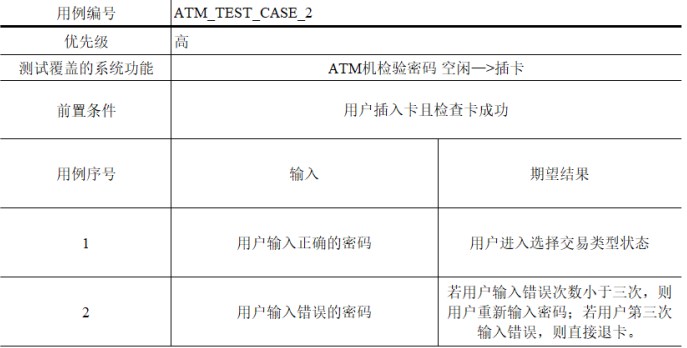 用例编号 ATM_TEST_CASE_2
优先级 高
测试覆盖的系统功能 ATM机检验密码 空闲—>插卡
前置条件 用户插入卡且检查卡成功
用例序号 输入 期望结果
1 用户输入正确的密码 用户进入选择交易类型状态
2 用户输入错误的密码 若用户输入错误次数小于三次，则
用户重新输入密码；若用户第三次
输入错误，则直接退卡。